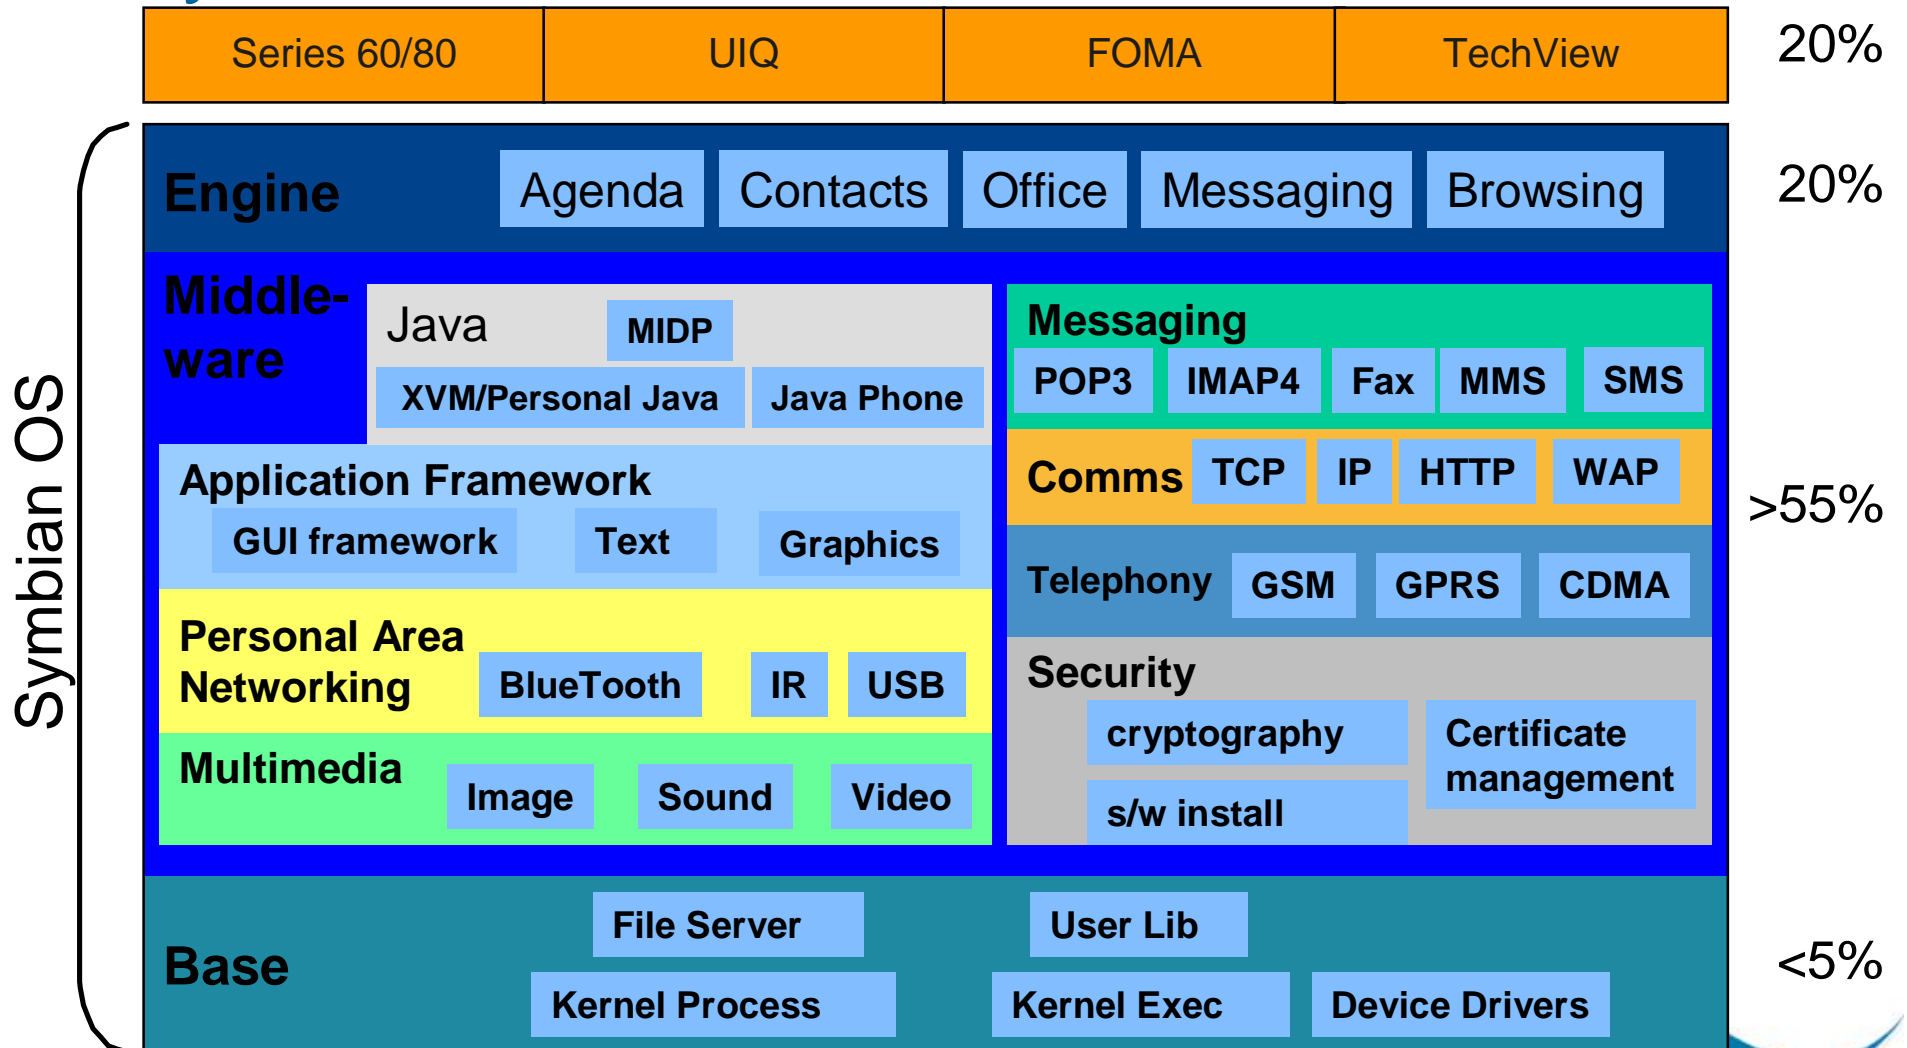 Series 60/80 UIQ FOMA TechView 20%
Engine Agenda Contacts Office Messaging Browsing 20%
Symbian OS
Middle-
ware
Java MIDP
XVM/Personal Java Java Phone
Application Framework
GUI framework Text Graphics
Personal Area
Networking BlueTooth IR USB
Multimedia
Image Sound Video
Messaging
POP3 IMAP4 Fax MMS SMS
Comms TCP IP HTTP WAP
Telephony GSM GPRS CDMA
Security
cryptography
s/w install
Certificate
management
>55%
Base
File Server User Lib
Kernel Process Kernel Exec Device Drivers
<5%